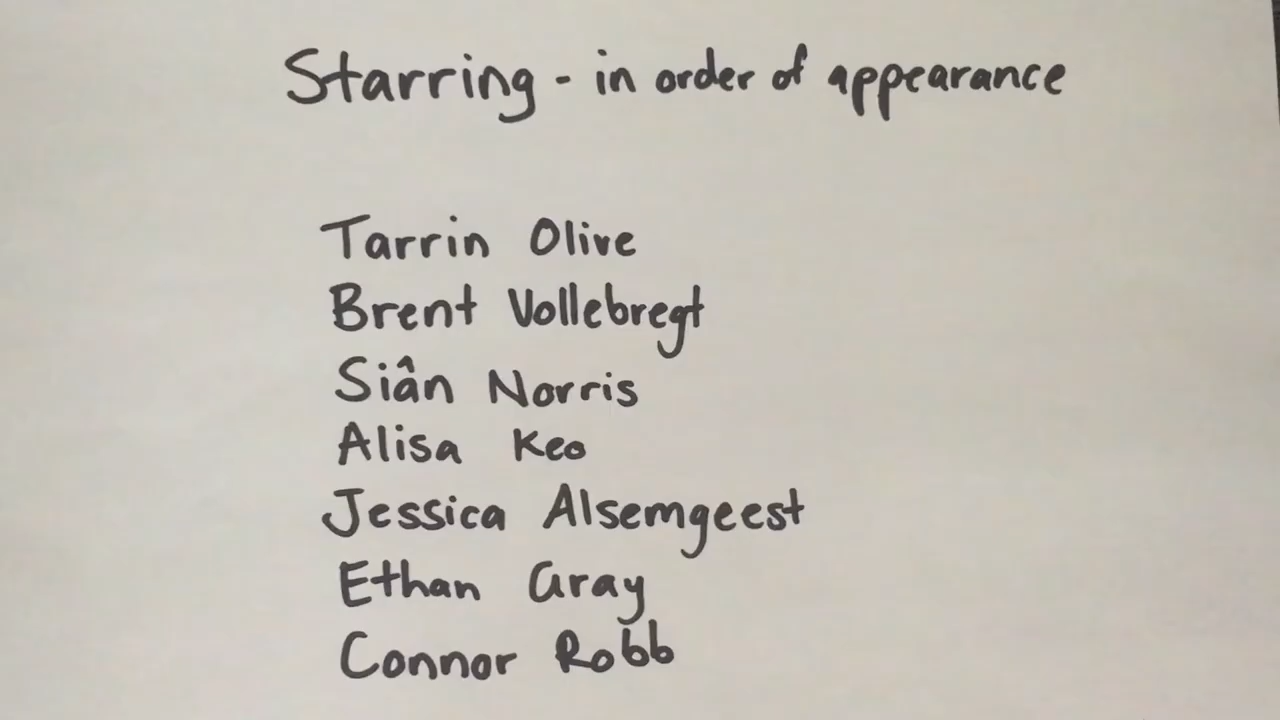 Starring - in order of appearance
Tarrin Olive
Brent Vollebregt
Siân Norris
Alisa Keo
Jessica Alsemgeest
Ethan Gray
Connor Robb